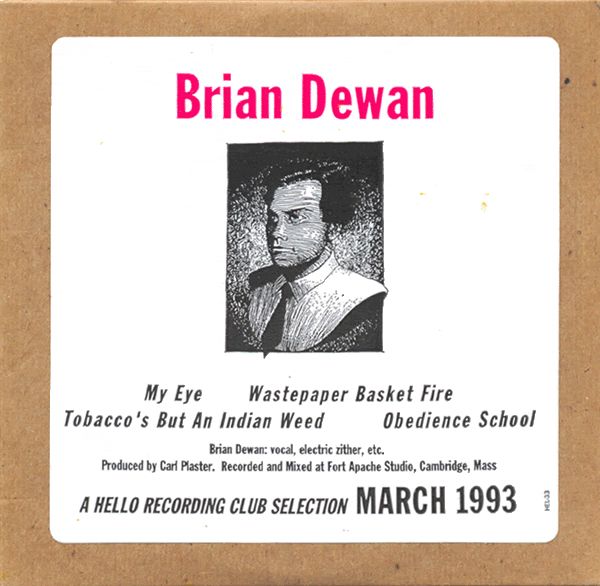 Brian Dewan
My Eye Wastepaper Basket Fire
Tobacco's But An Indian Weed Obedience School
Brian Dewan: vocal, electric zither, etc.
Produced by Carl Plaster. Recorded and Mixed at Fort Apache Studio, Cambridge, Mass
A HELLO RECORDING CLUB SELECTION MARCH 1993
HEL-33